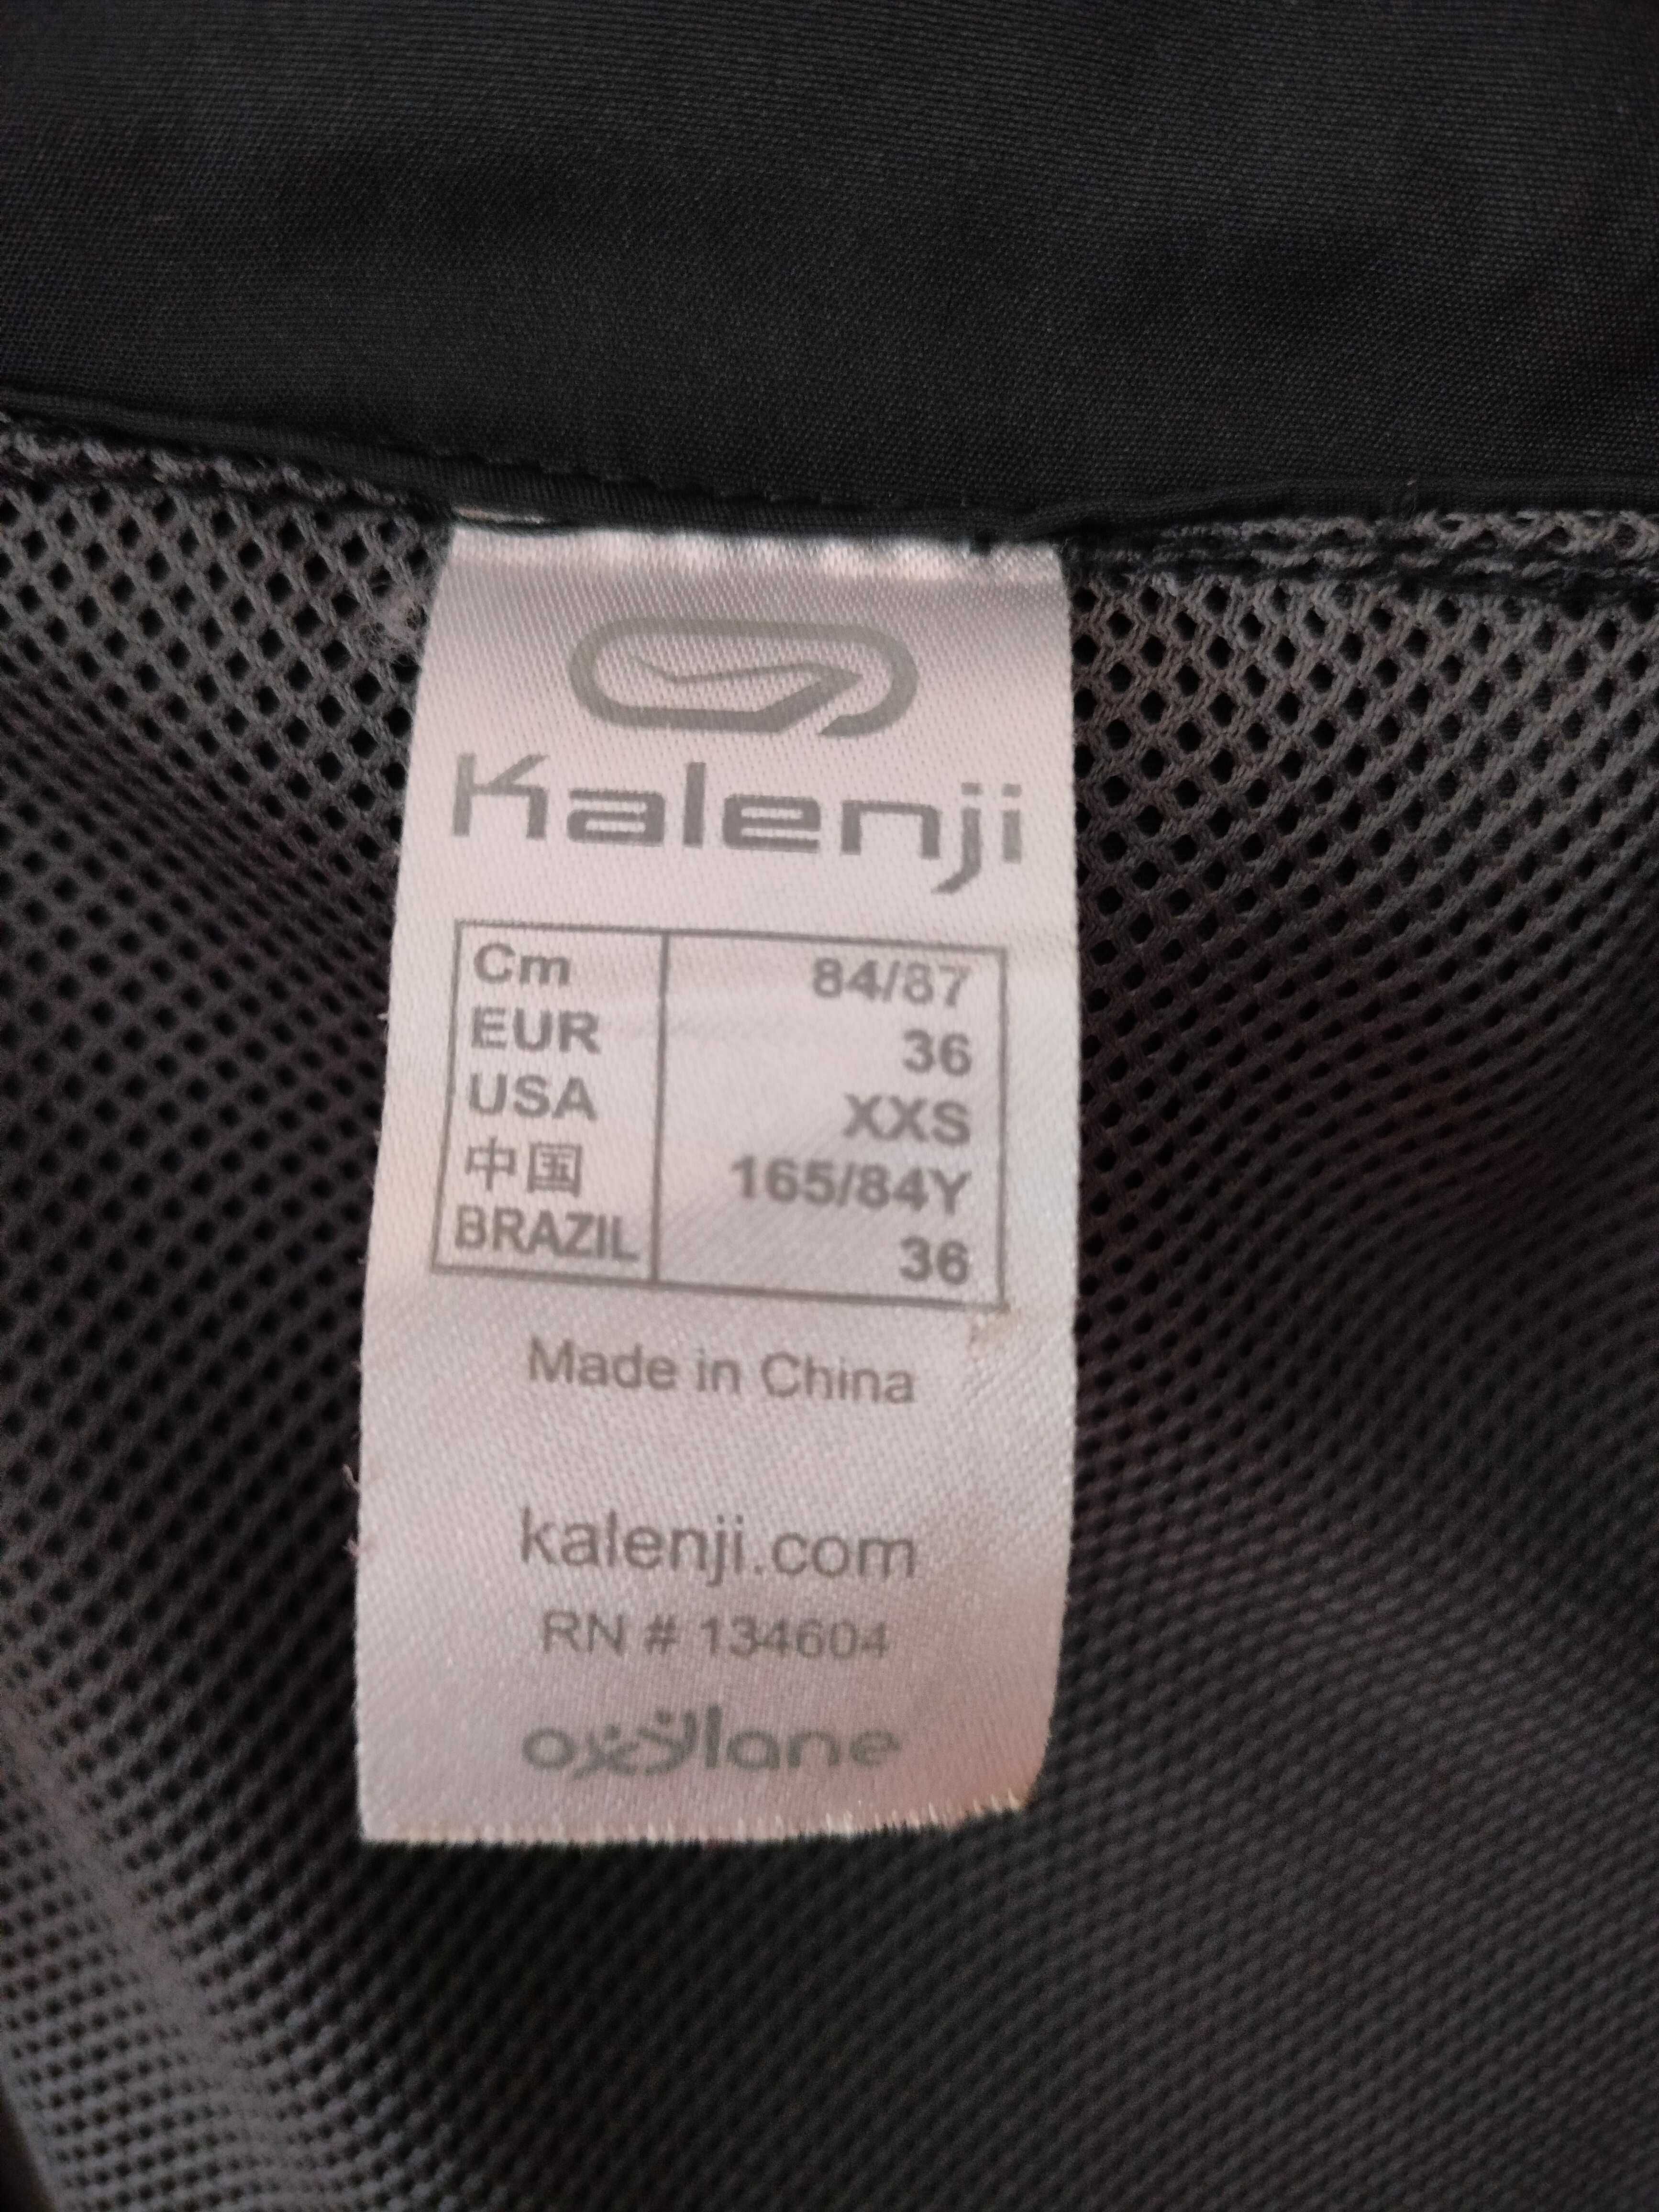 Kalenji
Cm 84/87
EUR 36
USA XXS
中国 165/84Y
BRAZIL 36
Made in China
kalenji.com
RN # 134604
oxylane